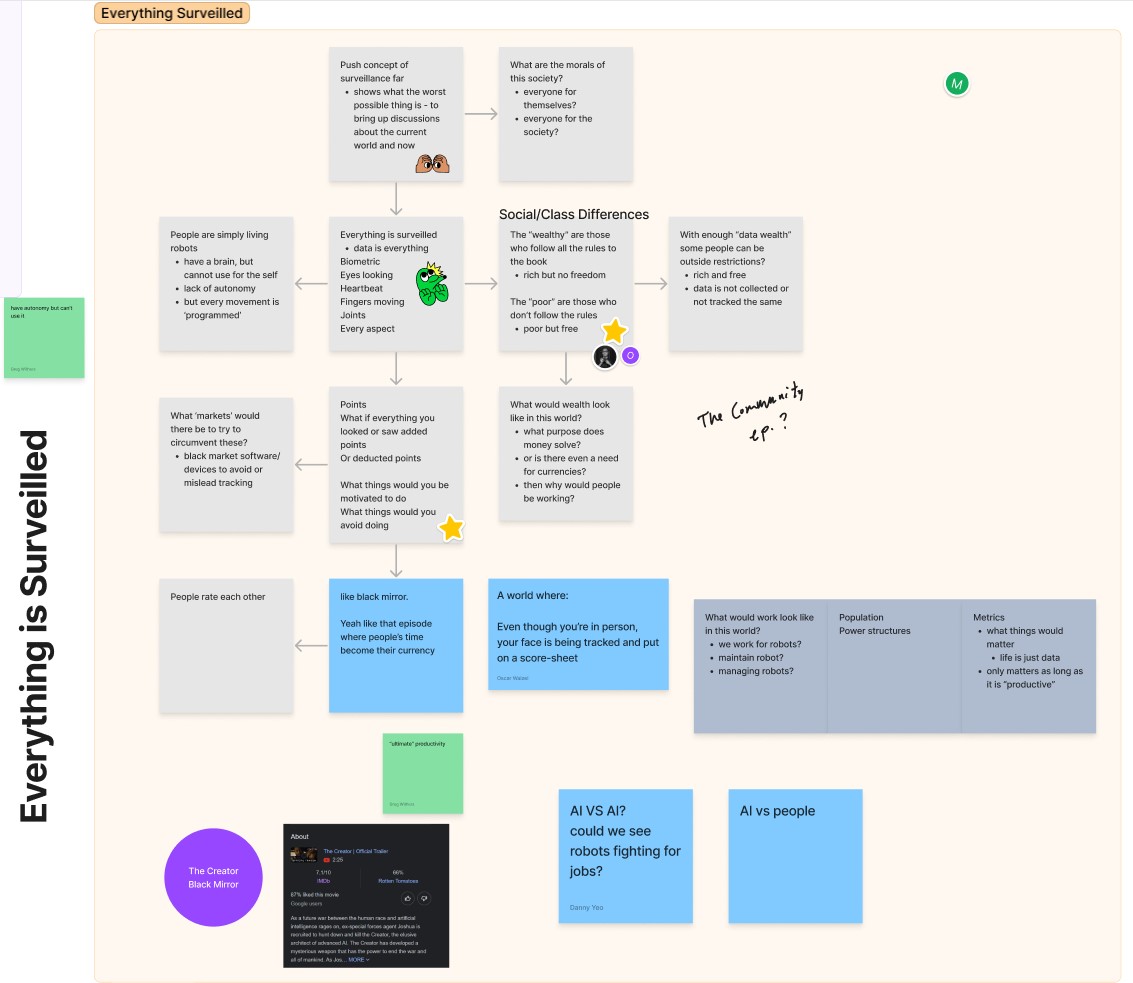 Everything Surveilled
Everything is Surveilled
Push concept of
surveillance far
• shows what the worst
possible thing is - to
bring up discussions
about the current
world and now
What are the morals of
this society?
• everyone for
themselves?
• everyone for the
society?
M
People are simply living
robots
• have a brain, but
cannot use for the self
• lack of autonomy
• but every movement is
‘programmed’
Everything is surveilled
• data is everything
Biometric
Eyes looking
Heartbeat
Fingers moving
Joints
Every aspect
Social/Class Differences
The “wealthy” are those
who follow all the rules to
the book
• rich but no freedom
The “poor” are those who
don’t follow the rules
• poor but free
O
With enough “data wealth”
some people can be
outside restrictions?
• rich and free
• data is not collected or
not tracked the same
have autonomy but can't
use it
What ‘markets’ would
there be to try to
circumvent these?
• black market software/
devices to avoid or
mislead tracking
Points
What if everything you
looked or saw added
points
Or deducted points
What things would you be
motivated to do
What things would you
avoid doing
What would wealth look
like in this world?
• what purpose does
money solve?
• or is there even a need
for currencies?
• then why would people
be working?
The Community
ep. ?
People rate each other
like black mirror.
Yeah like that episode
where people’s time
become their currency
A world where:
Even though you’re in person,
your face is being tracked and put
on a score-sheet
What would work look like
in this world?
• we work for robots?
• maintain robot?
• managing robots?
Population
Power structures
Metrics
• what things would
matter
• life is just data
• only matters as long as
it is “productive”
"ultimate" productivity
The Creator
Black Mirror
About
The Creator | Official Trailer
2:25
7.1/10
IMDb
66%
Rotten Tomatoes
87% liked this movie
Google users
As a future war between the human race and artificial
intelligence rages on, ex-special forces agent Joshua is
recruited to hunt down and kill the Creator, the elusive
architect of advanced AI. The Creator has developed a
mysterious weapon that has the power to end the war and
all of mankind. As Jos... MORE
AI VS AI?
could we see
robots fighting for
jobs?
Danny Yoo
AI vs people